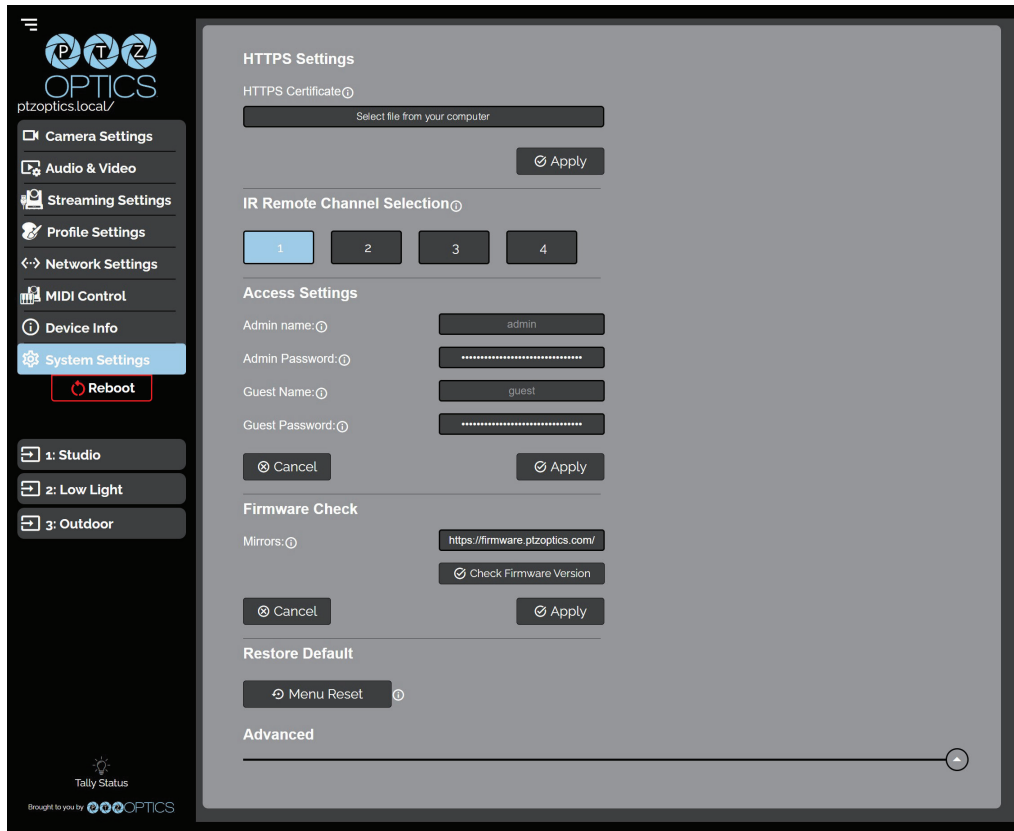 PTZ
OPTICS
ptzoptics.local/
Camera Settings
Audio & Video
Streaming Settings
Profile Settings
Network Settings
MIDI Control
Device Info
System Settings
Reboot
1: Studio
2: Low Light
3: Outdoor
Tally Status
Brought to you by PTZOPTICS
HTTPS Settings
HTTPS Certificate
Select file from your computer
Apply
IR Remote Channel Selection
1 2 3 4
Access Settings
Admin name: admin
Admin Password: ••••••••••••••••••••••••••••••••
Guest Name: guest
Guest Password: ••••••••••••••••••••••••••••••••
Cancel Apply
Firmware Check
Mirrors: https://firmware.ptzoptics.com/
Check Firmware Version
Cancel Apply
Restore Default
Menu Reset
Advanced